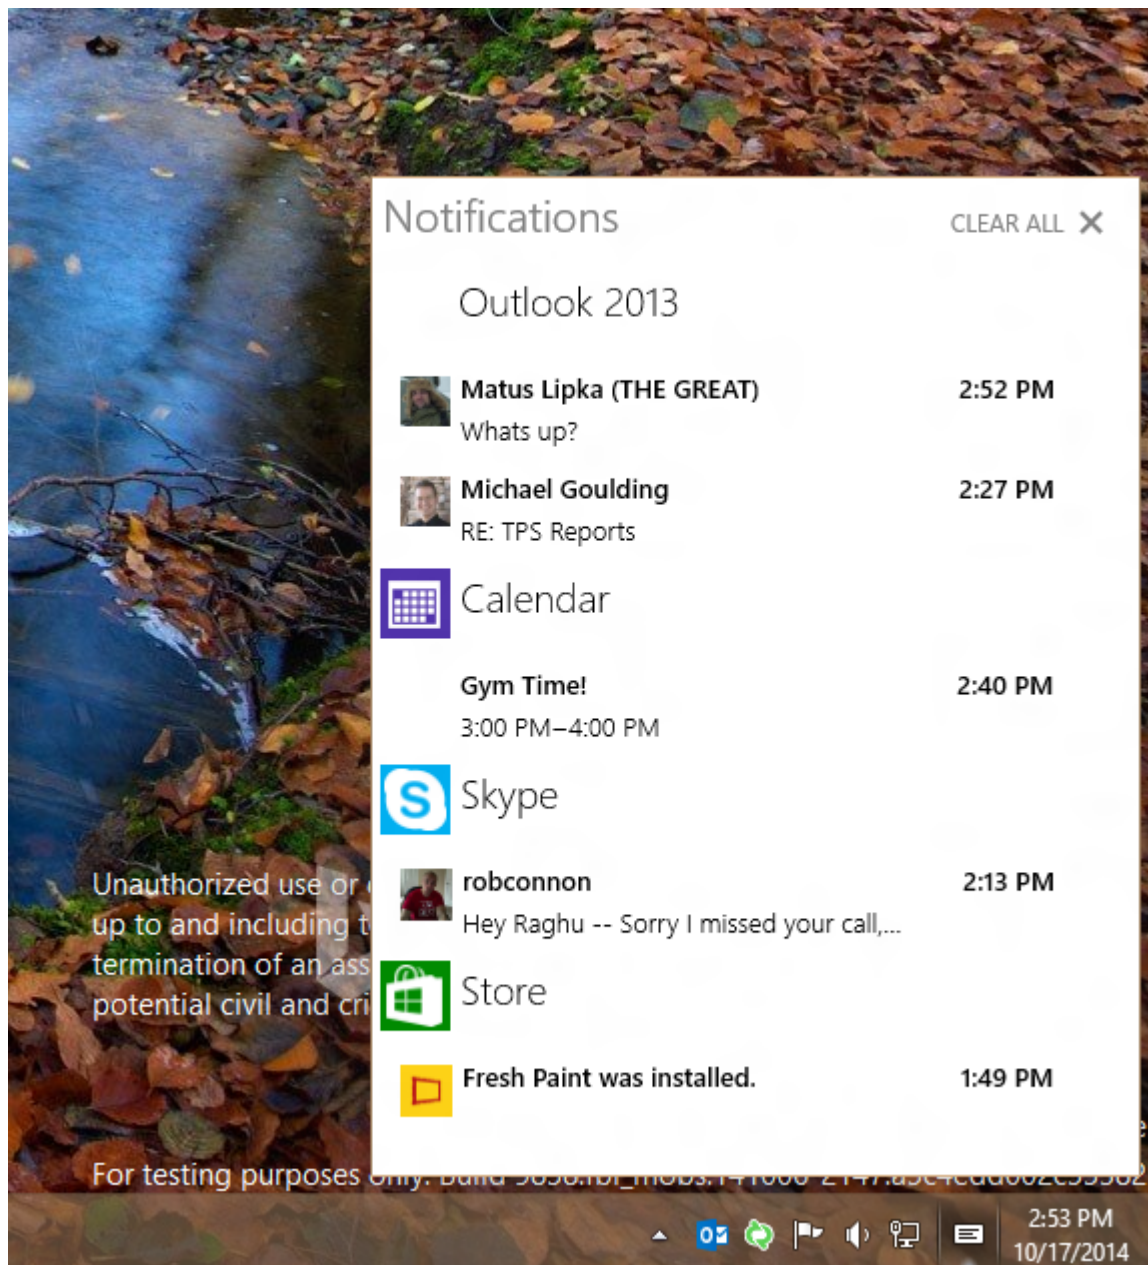 Notifications
CLEAR ALL
Outlook 2013
Matus Lipka (THE GREAT) 2:52 PM
Whats up?
Michael Goulding 2:27 PM
RE: TPS Reports
Calendar
Gym Time! 2:40 PM
3:00 PM–4:00 PM
Skype
robconnon 2:13 PM
Hey Raghu -- Sorry I missed your call,...
Store
Fresh Paint was installed. 1:49 PM
Unauthorized use or
up to and including
termination of an
potential civil and
For testing purposes only. Build
2:53 PM
10/17/2014